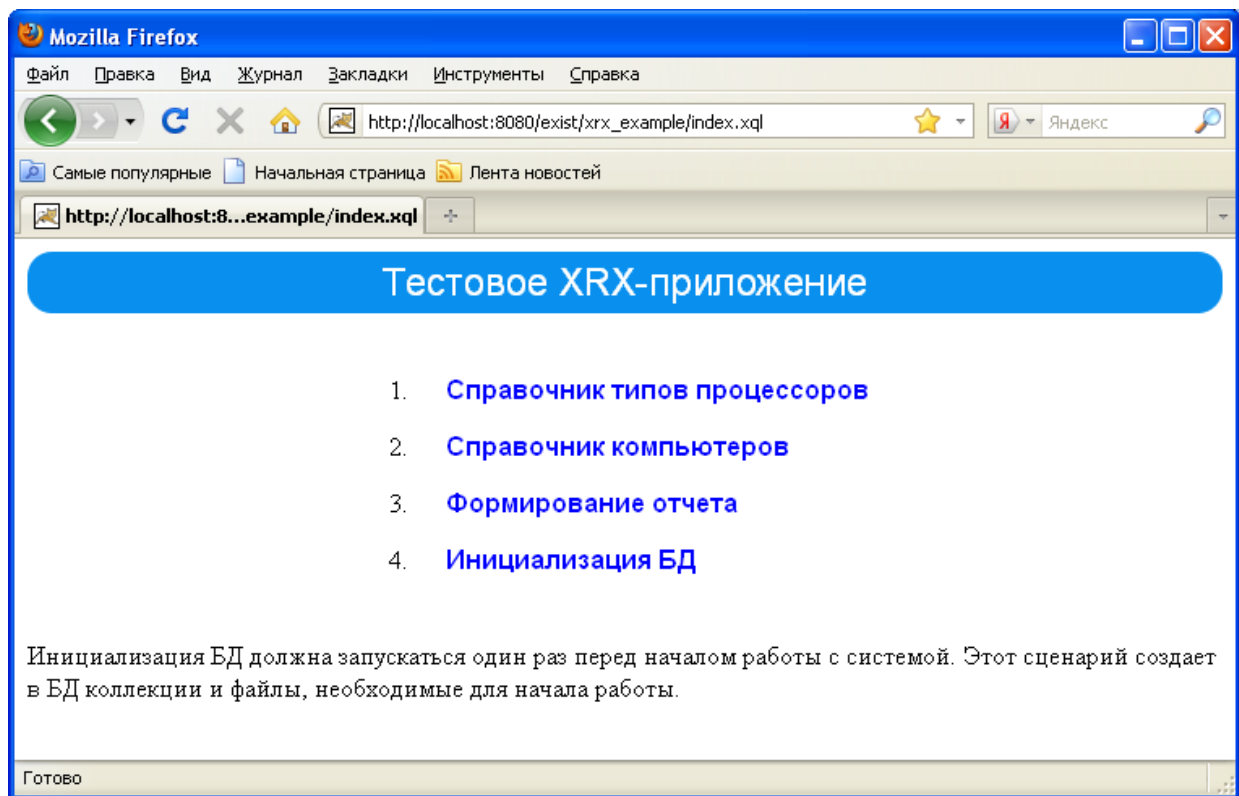 Mozilla Firefox
Файл Правка Вид Журнал Закладки Инструменты Справка
http://localhost:8080/exist/xrx_example/index.xql Я Яндекс
Самые популярные Начальная страница Лента новостей
http://localhost:8...example/index.xql
Тестовое XRX-приложение
1. Справочник типов процессоров
2. Справочник компьютеров
3. Формирование отчета
4. Инициализация БД
Инициализация БД должна запускаться один раз перед началом работы с системой. Этот сценарий создает
в БД коллекции и файлы, необходимые для начала работы.
Готово